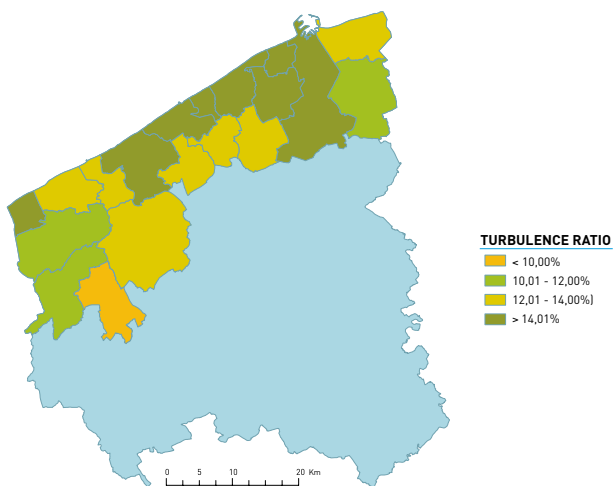 TURBULENCE RATIO
< 10,00%
10,01 - 12,00%
12,01 - 14,00%)
> 14,01%
0 5 10 20 Km